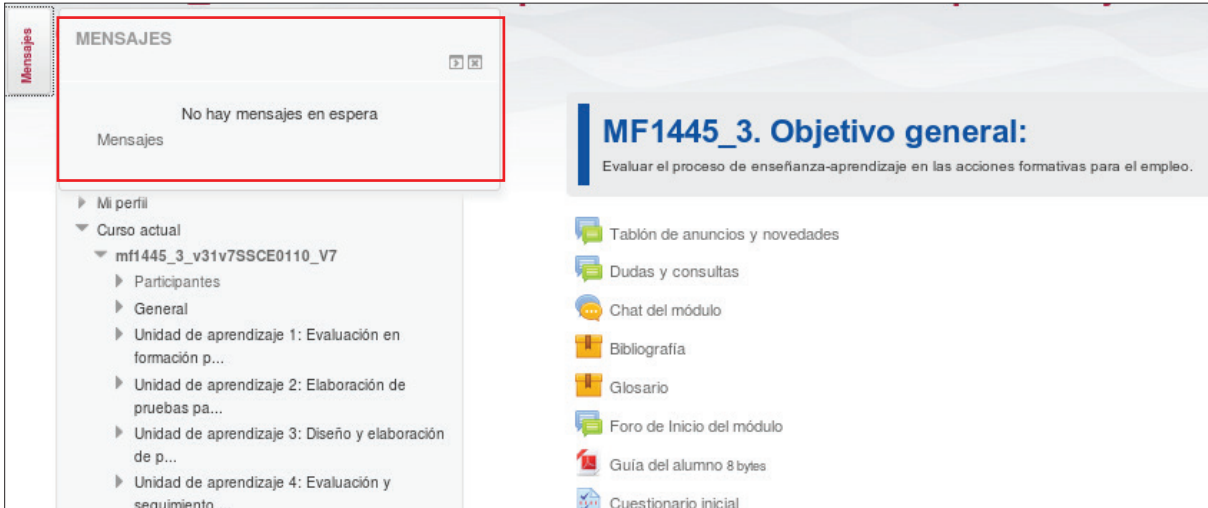 Mensajes
MENSAJES
No hay mensajes en espera
Mensajes
Mi perfil
Curso actual
mf1445_3_v31v7SSCE0110_V7
Participantes
General
Unidad de aprendizaje 1: Evaluación en
formación p...
Unidad de aprendizaje 2: Elaboración de
pruebas pa...
Unidad de aprendizaje 3: Diseño y elaboración
de p...
Unidad de aprendizaje 4: Evaluación y
seguimiento ...
MF1445_3. Objetivo general:
Evaluar el proceso de enseñanza-aprendizaje en las acciones formativas para el empleo.
Tablón de anuncios y novedades
Dudas y consultas
Chat del módulo
Bibliografía
Glosario
Foro de Inicio del módulo
Guía del alumno 8 bytes
Cuestionario inicial